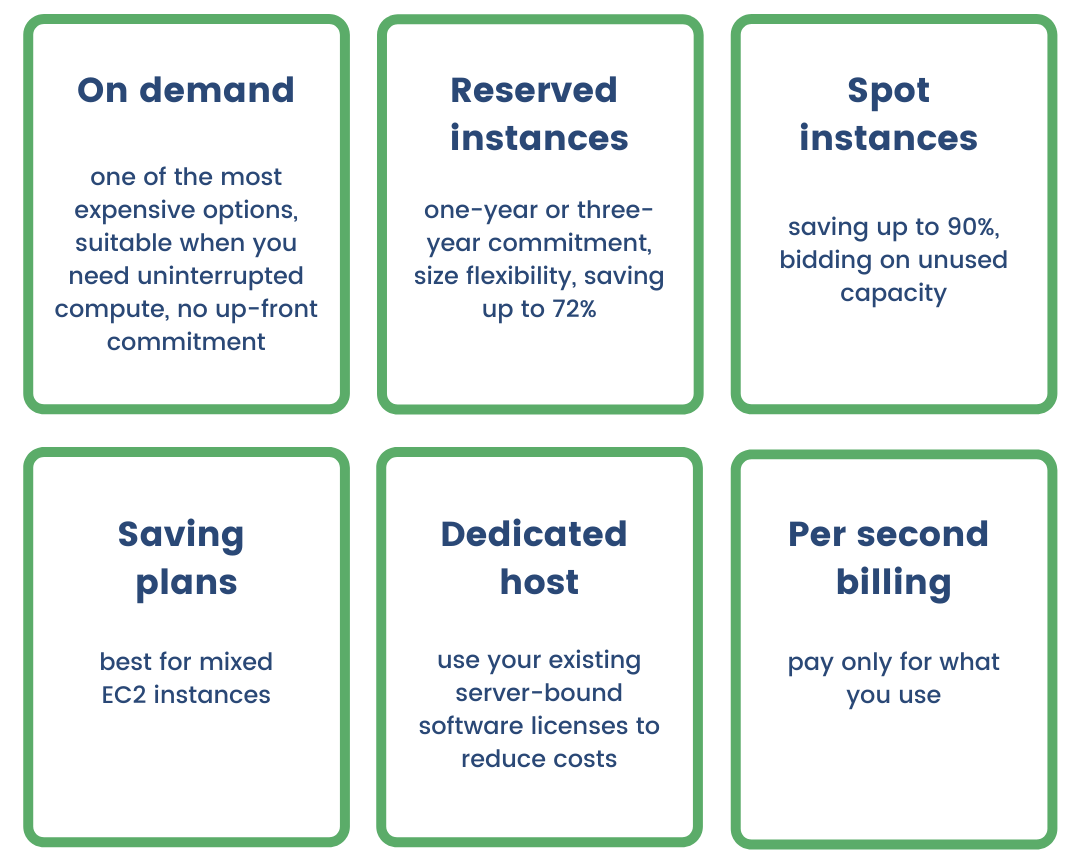 On demand
one of the most
expensive options,
suitable when you
need uninterrupted
compute, no up-front
commitment
Reserved
instances
one-year or three-
year commitment,
size flexibility, saving
up to 72%
Spot
instances
saving up to 90%,
bidding on unused
capacity
Saving
plans
best for mixed
EC2 instances
Dedicated
host
use your existing
server-bound
software licenses to
reduce costs
Per second
billing
pay only for what
you use